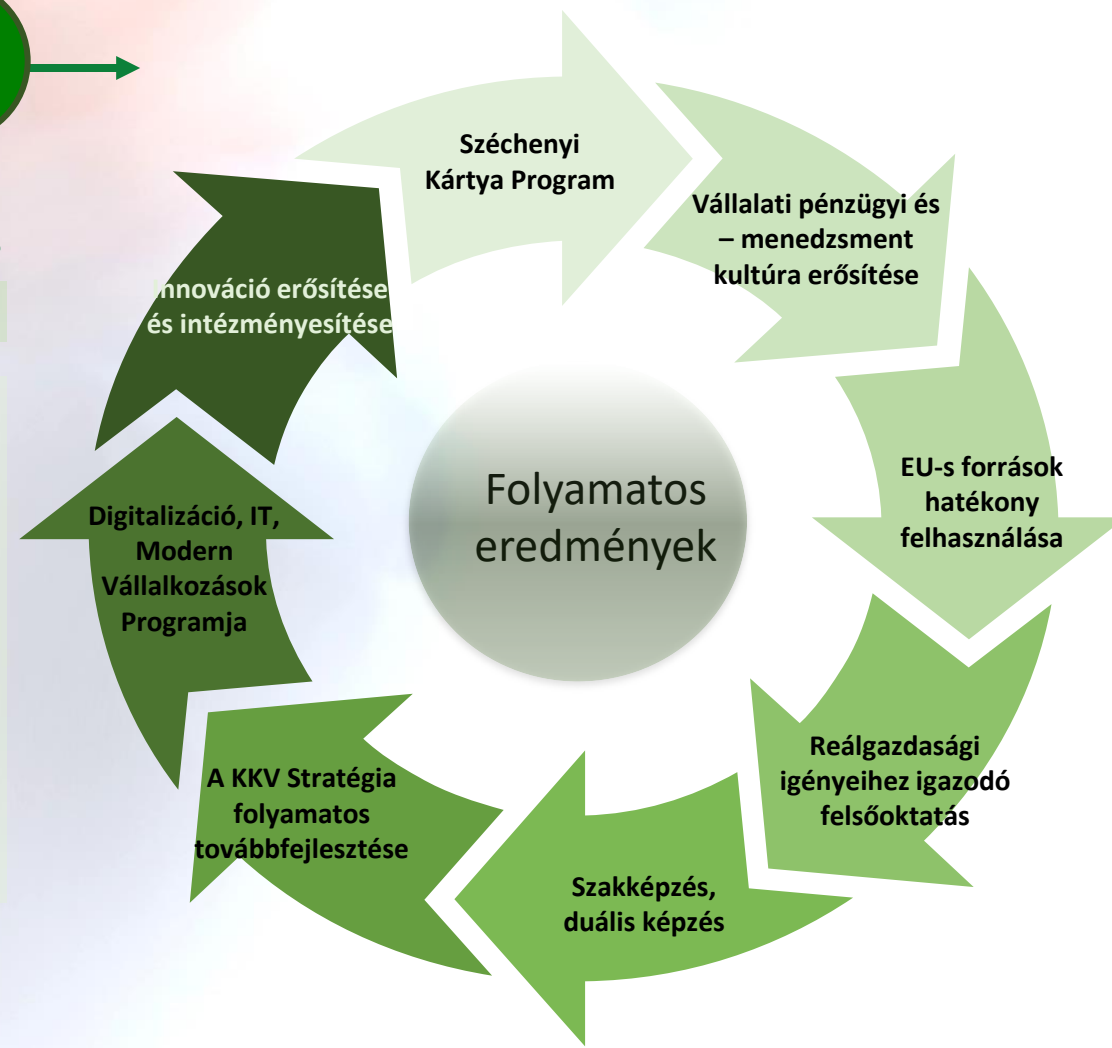 Széchenyi
Kártya Program
Vállalati pénzügyi és
– menedzsment
kultúra erősítése
EU-s források
hatékony
felhasználása
Reálgazdasági
igényeihez igazodó
felsőoktatás
Szakképzés,
duális képzés
A KKV Stratégia
folyamatos
továbbfejlesztése
Digitalizáció, IT,
Modern
Vállalkozások
Programja
Innováció erősítése
és intézményesítése
Folyamatos
eredmények